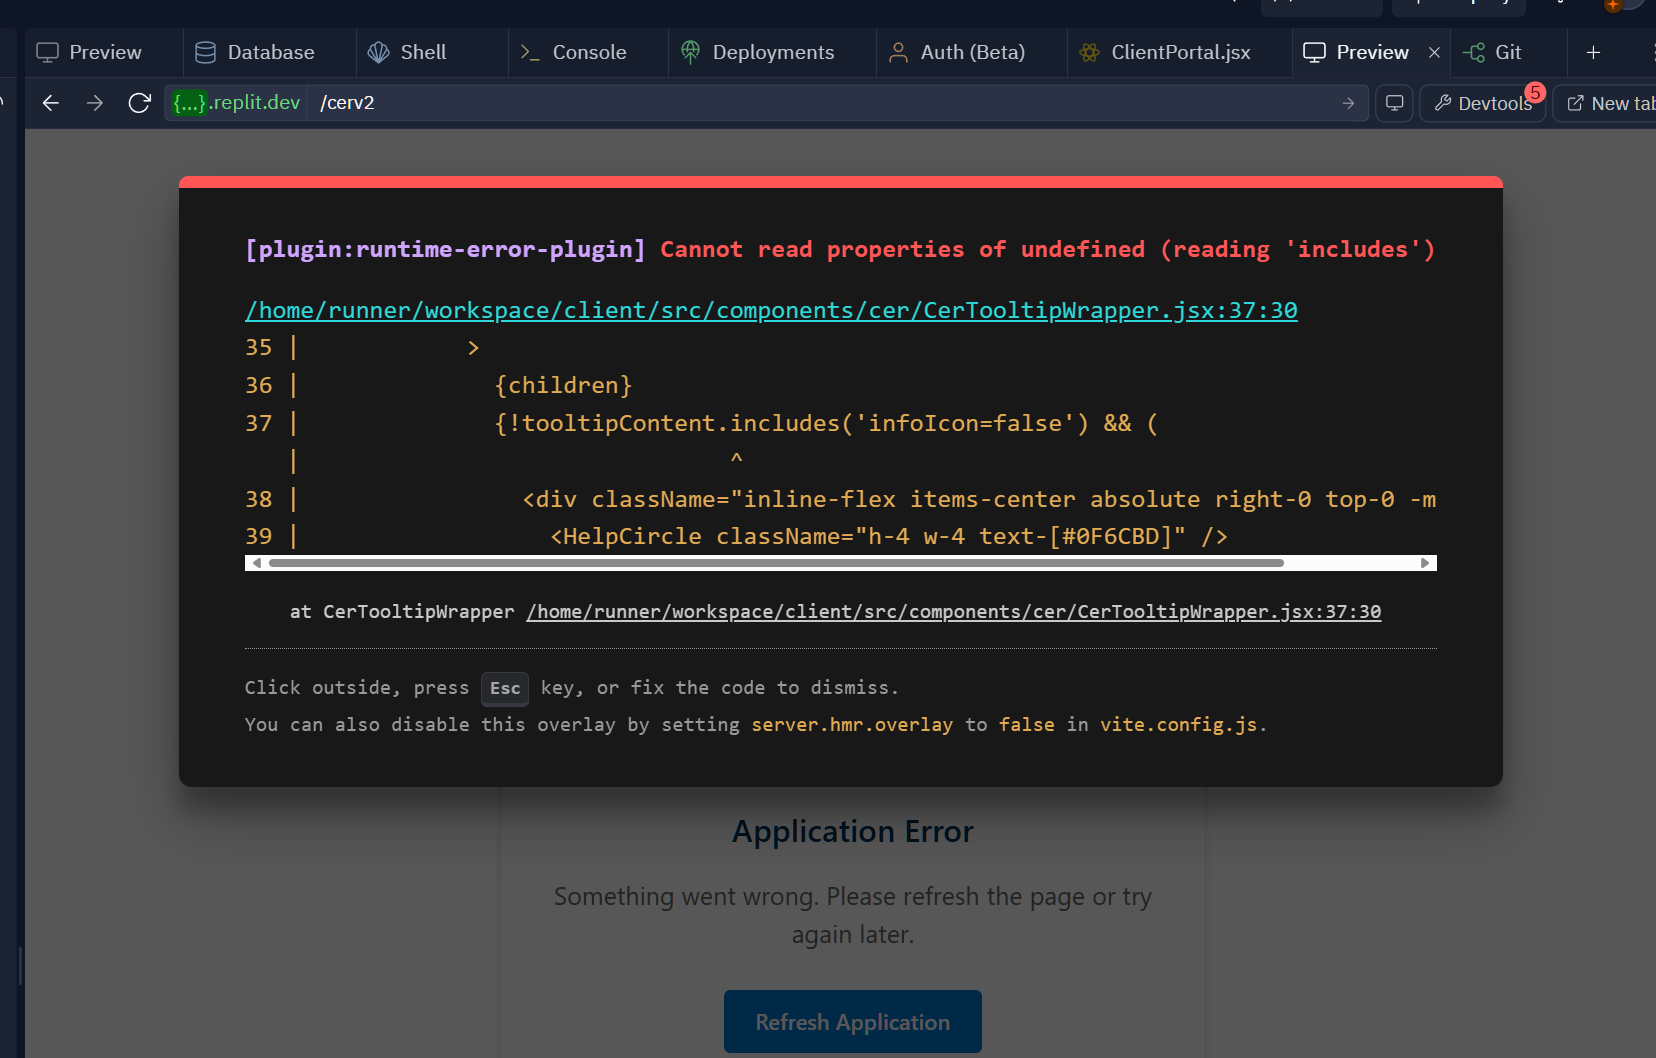 Preview
Database
Shell
Console
Deployments
Auth (Beta)
ClientPortal.jsx
Preview
Git
{...}.replit.dev /cerv2
Devtools 5
New tab
[plugin:runtime-error-plugin] Cannot read properties of undefined (reading 'includes')
/home/runner/workspace/client/src/components/cer/CerTooltipWrapper.jsx:37:30
35 | >
36 | {children}
37 | {!tooltipContent.includes('infoIcon=false') && (
| ^
38 | <div className="inline-flex items-center absolute right-0 top-0 -m
39 | <HelpCircle className="h-4 w-4 text-[#0F6CBD]" />
at CerTooltipWrapper /home/runner/workspace/client/src/components/cer/CerTooltipWrapper.jsx:37:30
Click outside, press Esc key, or fix the code to dismiss.
You can also disable this overlay by setting server.hmr.overlay to false in vite.config.js.
Application Error
Something went wrong. Please refresh the page or try
again later.
Refresh Application